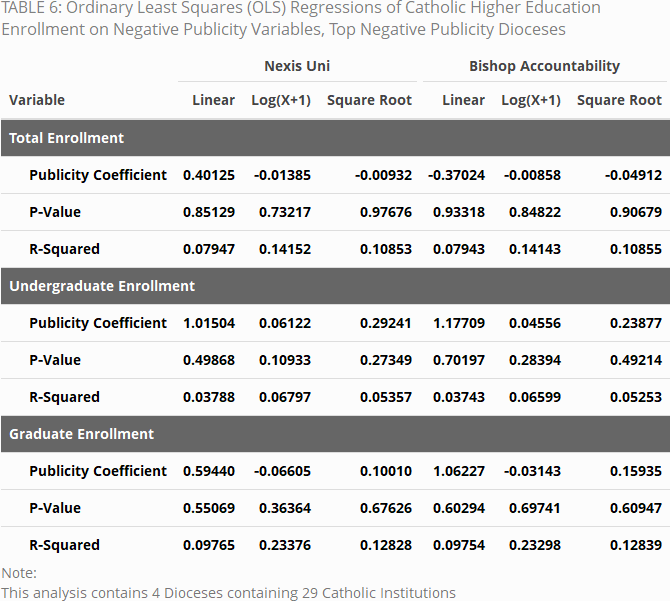 TABLE 6: Ordinary Least Squares (OLS) Regressions of Catholic Higher Education
Enrollment on Negative Publicity Variables, Top Negative Publicity Dioceses
Nexis Uni Bishop Accountability
Variable Linear Log(X+1) Square Root Linear Log(X+1) Square Root
Total Enrollment
Publicity Coefficient 0.40125 -0.01385 -0.00932 -0.37024 -0.00858 -0.04912
P-Value 0.85129 0.73217 0.97676 0.93318 0.84822 0.90679
R-Squared 0.07947 0.14152 0.10853 0.07943 0.14143 0.10855
Undergraduate Enrollment
Publicity Coefficient 1.01504 0.06122 0.29241 1.17709 0.04556 0.23877
P-Value 0.49868 0.10933 0.27349 0.70197 0.28394 0.49214
R-Squared 0.03788 0.06797 0.05357 0.03743 0.06599 0.05253
Graduate Enrollment
Publicity Coefficient 0.59440 -0.06605 0.10010 1.06227 -0.03143 0.15935
P-Value 0.55069 0.36364 0.67626 0.60294 0.69741 0.60947
R-Squared 0.09765 0.23376 0.12828 0.09754 0.23298 0.12839
Note:
This analysis contains 4 Dioceses containing 29 Catholic Institutions